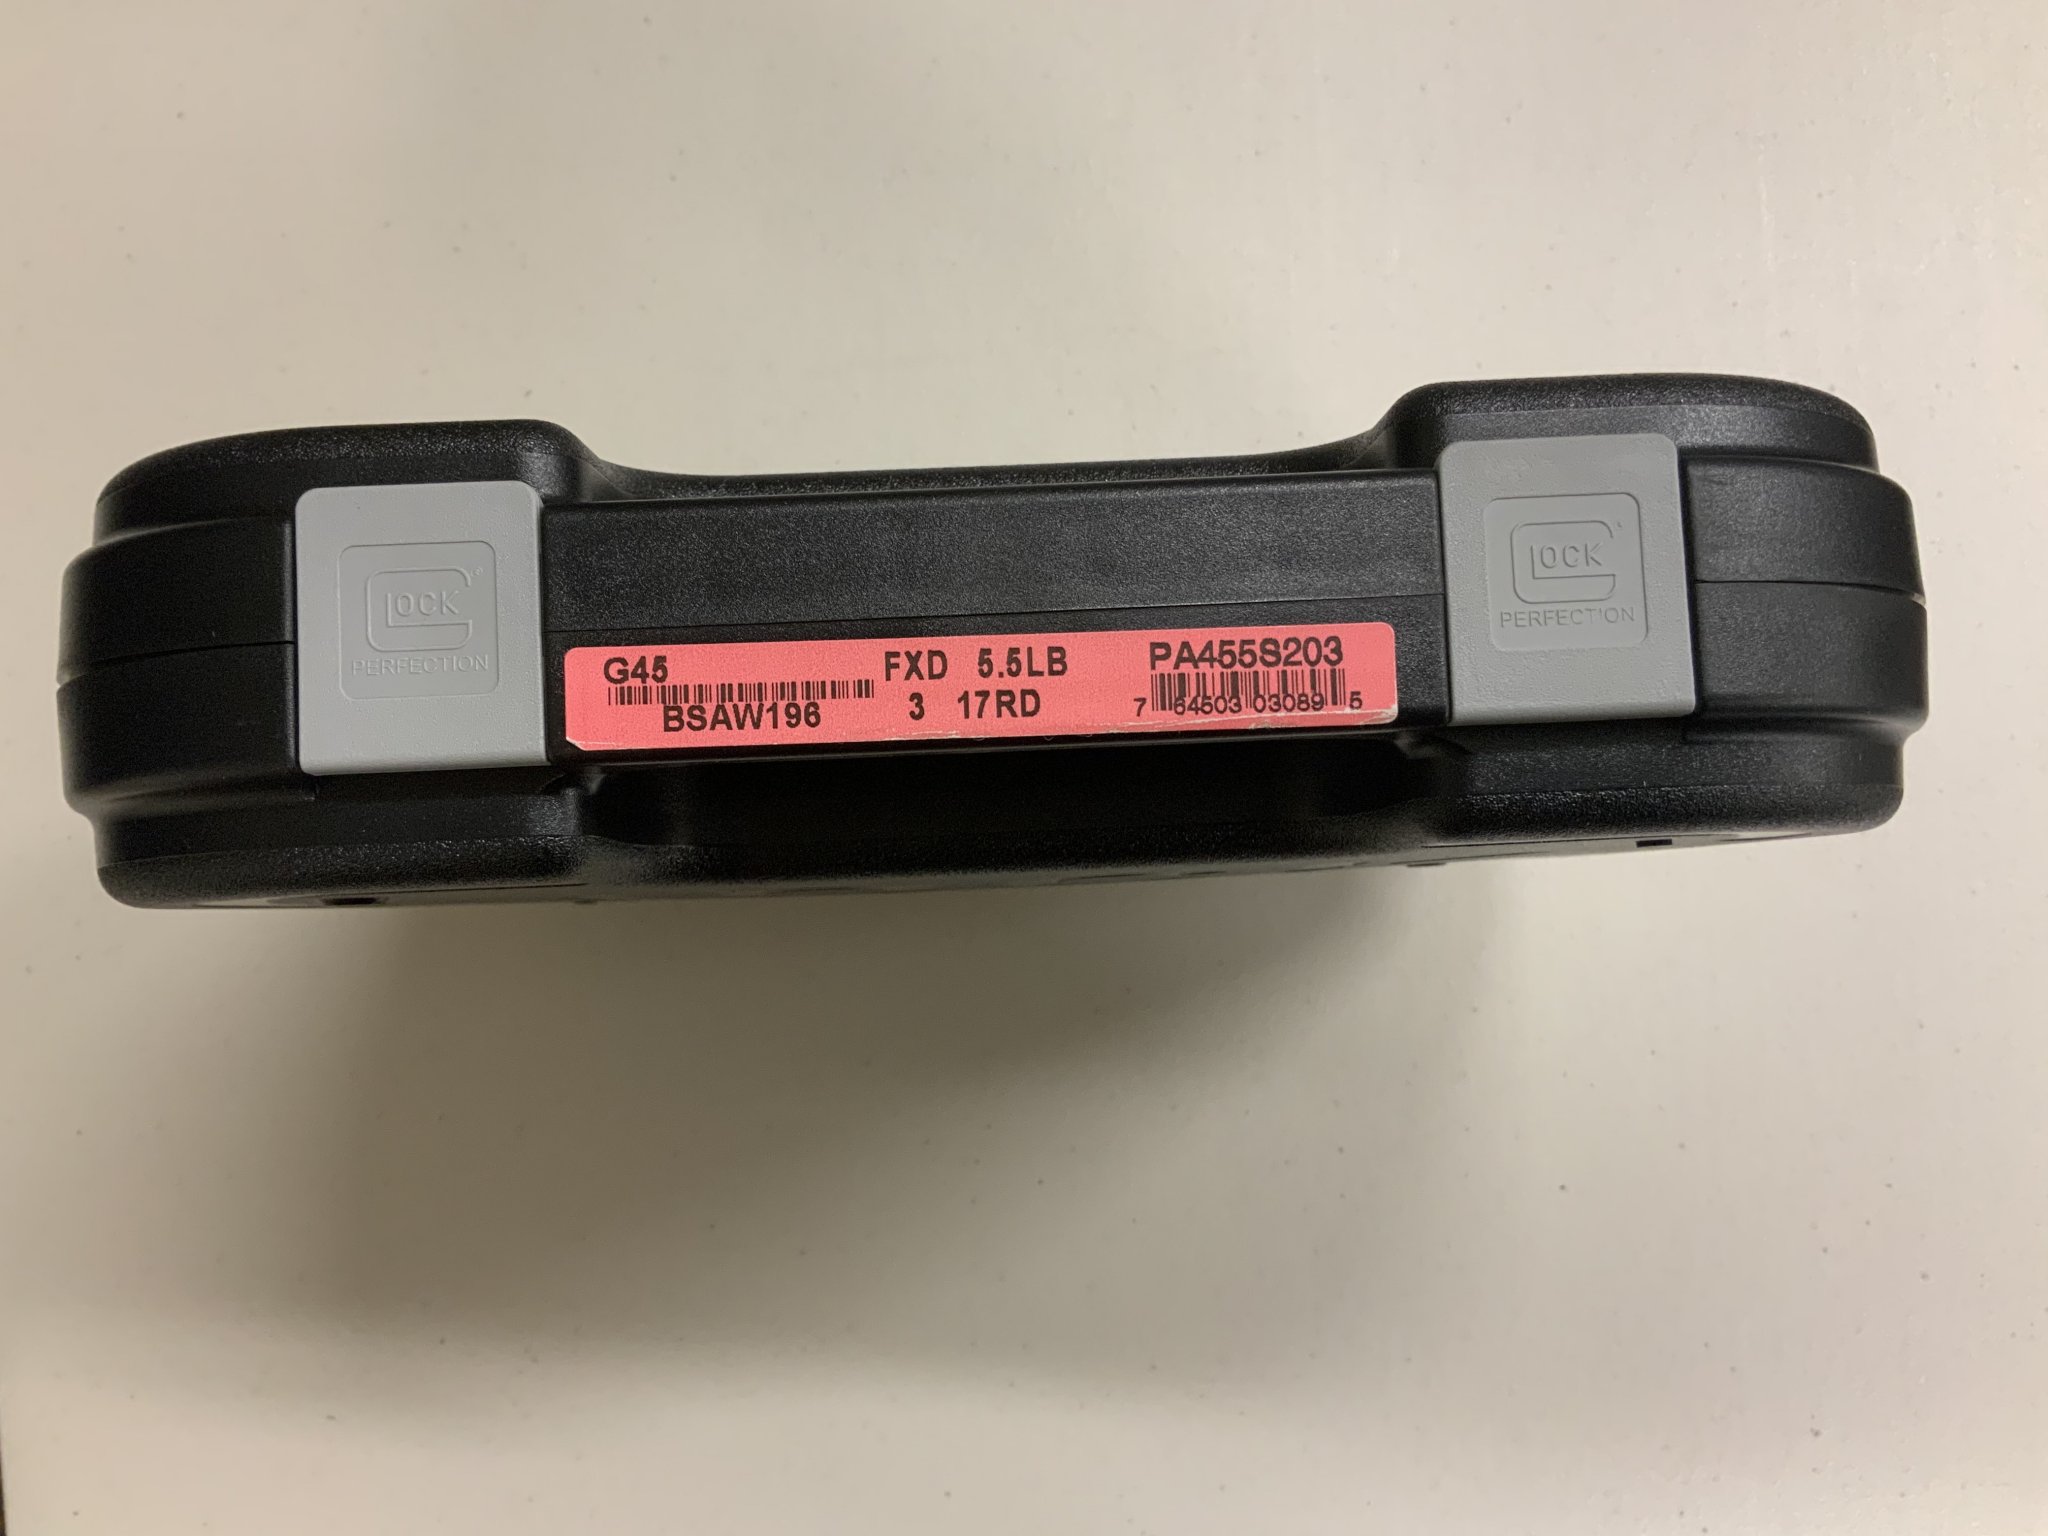 GLOCK
PERFECTION
GLOCK
PERFECTION
G45 FXD 5.5LB PA455S203
BSAW196 3 17RD 7 64503 03089 5